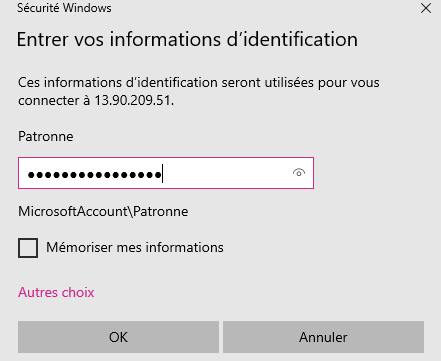 Sécurité Windows
Entrer vos informations d'identification
Ces informations d'identification seront utilisées pour vous
connecter à 13.90.209.51.
Patronne
●●●●●●●●●●●●●●●●
MicrosoftAccount\Patronne
Mémoriser mes informations
Autres choix
OK
Annuler